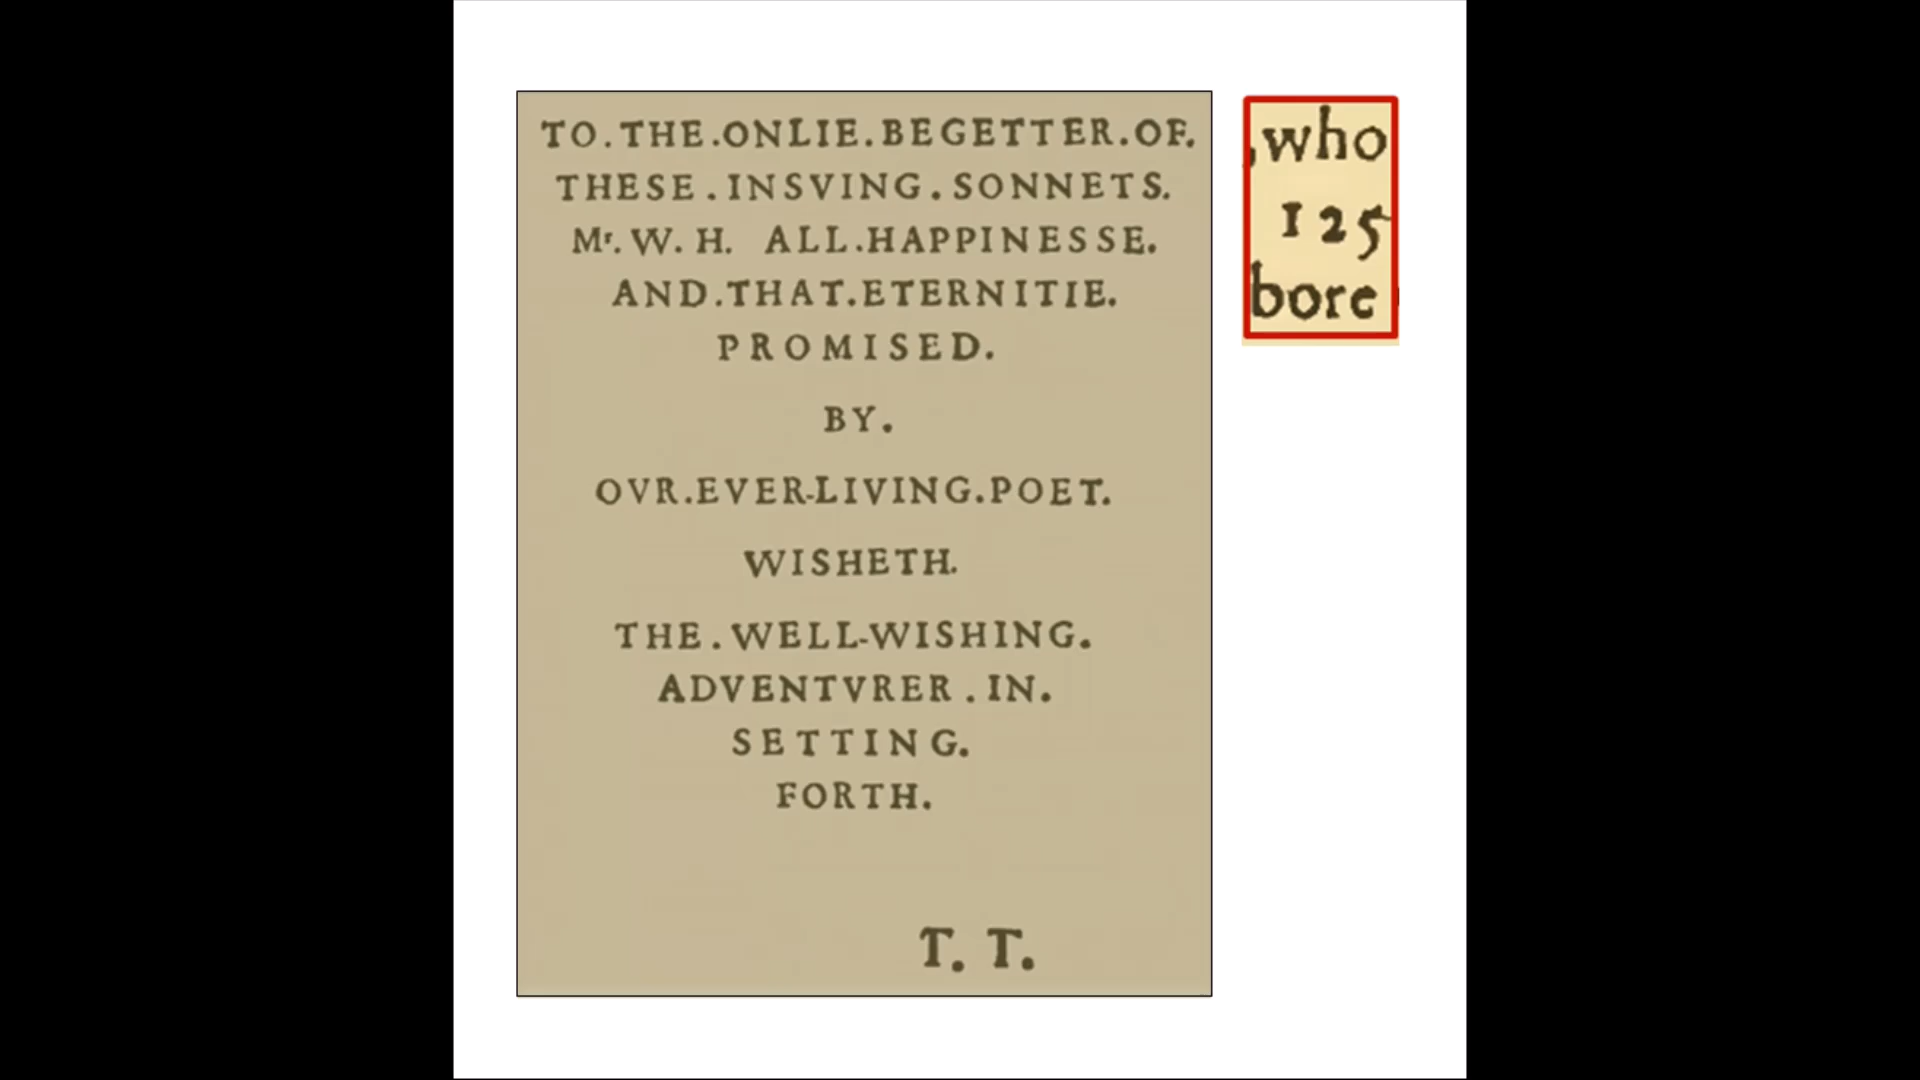 TO.THE.ONLIE.BEGETTER.OF.
THESE.INSVING.SONNETS.
Mr.W.H. ALL.HAPPINESSE.
AND.THAT.ETERNITIE.
PROMISED.
BY.
OVR.EVER-LIVING.POET.
WISHETH.
THE.WELL-WISHING.
ADVENTVRER.IN.
SETTING.
FORTH.
T. T.
,who
125
bore